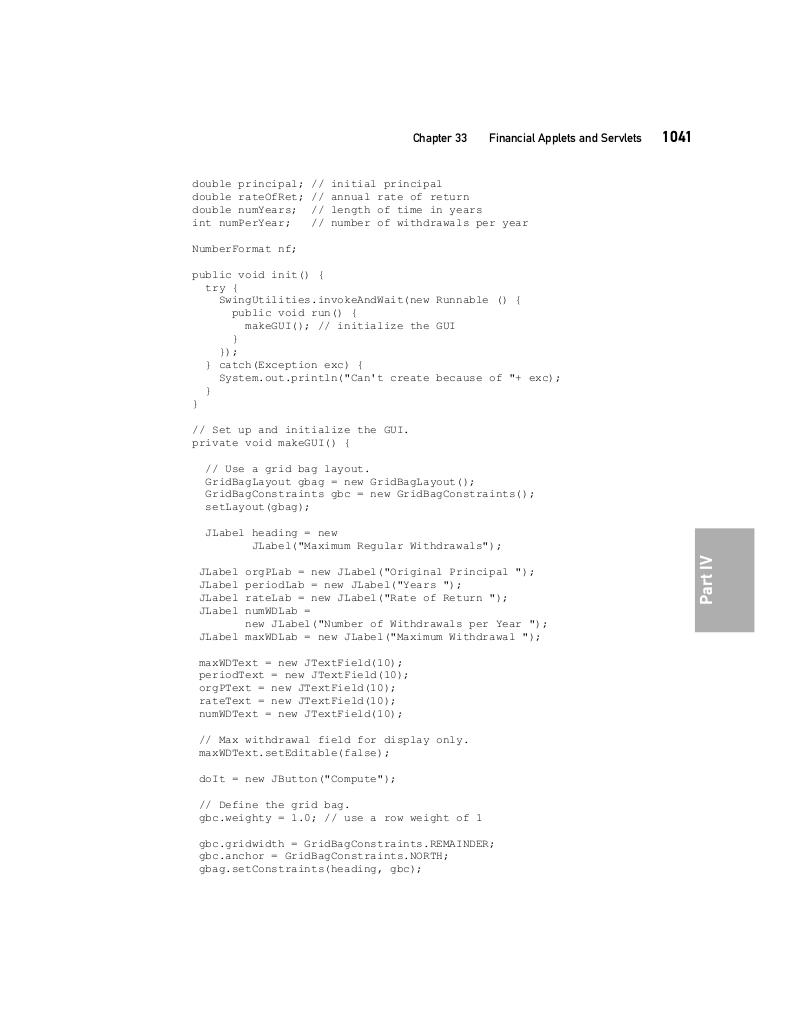 Chapter 33 Financial Applets and Servlets 1041
double principal; // initial principal
double rateOfRet; // annual rate of return
double numYears;  // length of time in years
int numPerYear;   // number of withdrawals per year

NumberFormat nf;

public void init() {
  try {
    SwingUtilities.invokeAndWait(new Runnable () {
      public void run() {
        makeGUI(); // initialize the GUI
      }
    });
  } catch(Exception exc) {
    System.out.println("Can't create because of "+ exc);
  }
}

// Set up and initialize the GUI.
private void makeGUI() {

  // Use a grid bag layout.
  GridBagLayout gbag = new GridBagLayout();
  GridBagConstraints gbc = new GridBagConstraints();
  setLayout(gbag);

  JLabel heading = new
         JLabel("Maximum Regular Withdrawals");

 JLabel orgPLab = new JLabel("Original Principal ");
 JLabel periodLab = new JLabel("Years ");
 JLabel rateLab = new JLabel("Rate of Return ");
 JLabel numWDLab =
        new JLabel("Number of Withdrawals per Year ");
 JLabel maxWDLab = new JLabel("Maximum Withdrawal ");

 maxWDText = new JTextField(10);
 periodText = new JTextField(10);
 orgPText = new JTextField(10);
 rateText = new JTextField(10);
 numWDText = new JTextField(10);

 // Max withdrawal field for display only.
 maxWDText.setEditable(false);

 doIt = new JButton("Compute");

 // Define the grid bag.
 gbc.weighty = 1.0; // use a row weight of 1

 gbc.gridwidth = GridBagConstraints.REMAINDER;
 gbc.anchor = GridBagConstraints.NORTH;
 gbag.setConstraints(heading, gbc);
Part IV